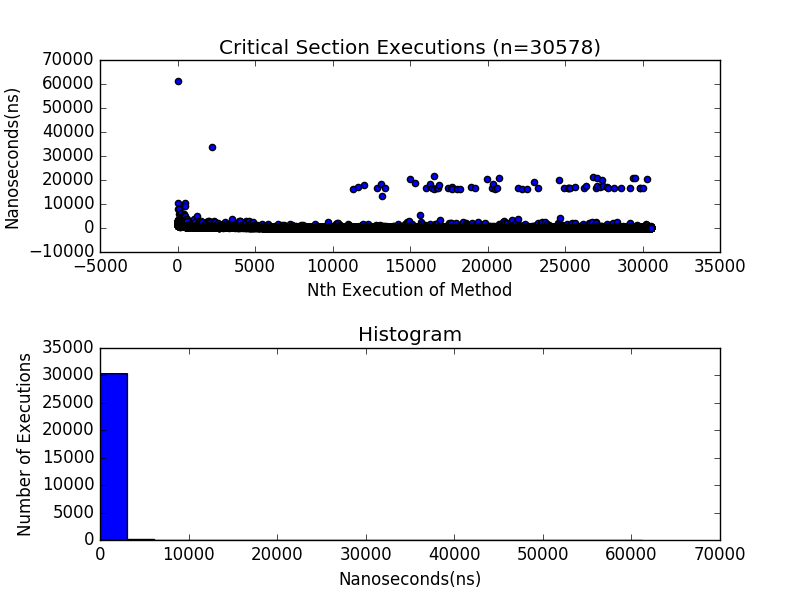 Critical Section Executions (n=30578)
70000
60000
50000
40000
30000
20000
10000
0
−10000
Nanoseconds(ns)
−5000 0 5000 10000 15000 20000 25000 30000 35000
Nth Execution of Method
Histogram
35000
30000
25000
20000
15000
10000
5000
0
Number of Executions
0 10000 20000 30000 40000 50000 60000 70000
Nanoseconds(ns)